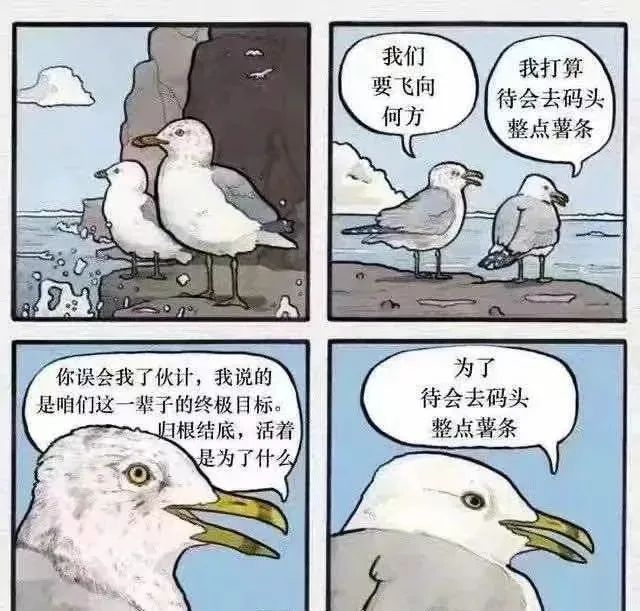 我们
要飞向
何方
我打算
待会去码头
整点薯条
你误会我了伙计，我说的
是咱们这一辈子的终极目标。
归根结底，活着
是为了什么
为了
待会去码头
整点薯条